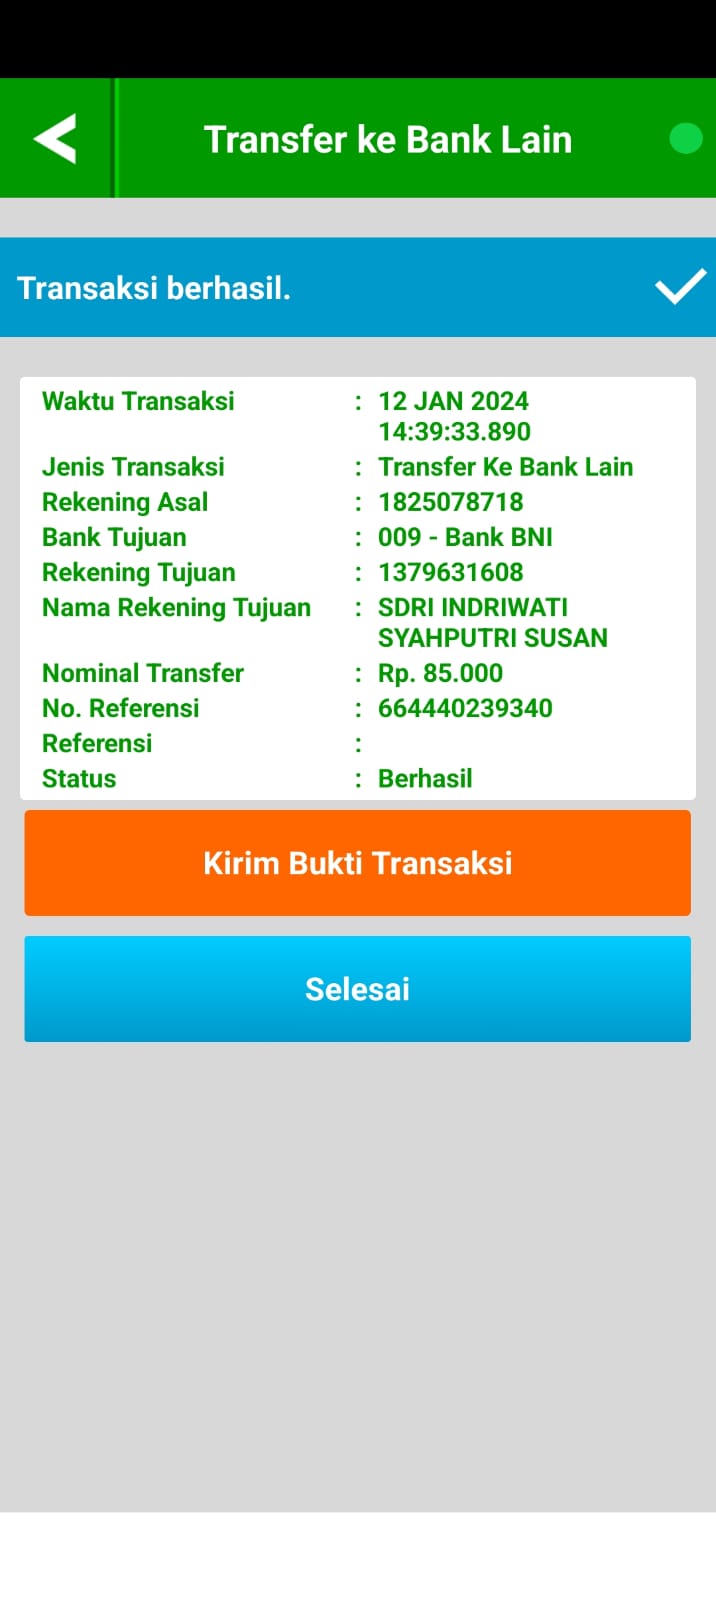 Transfer ke Bank Lain
Transaksi berhasil.
Waktu Transaksi : 12 JAN 2024
14:39:33.890
Jenis Transaksi : Transfer Ke Bank Lain
Rekening Asal : 1825078718
Bank Tujuan : 009 - Bank BNI
Rekening Tujuan : 1379631608
Nama Rekening Tujuan : SDRI INDRIWATI
SYAHPUTRI SUSAN
Nominal Transfer : Rp. 85.000
No. Referensi : 664440239340
Referensi :
Status : Berhasil
Kirim Bukti Transaksi
Selesai